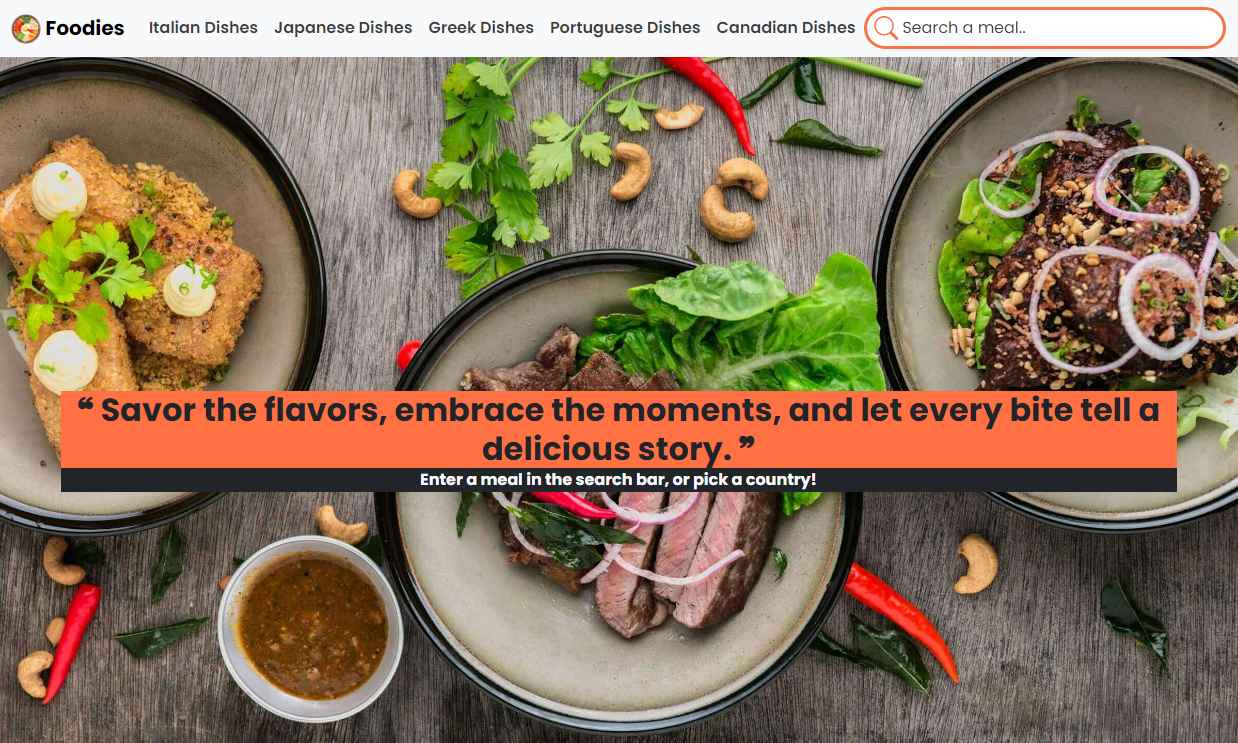 Foodies Italian Dishes Japanese Dishes Greek Dishes Portuguese Dishes Canadian Dishes Search a meal..
❝ Savor the flavors, embrace the moments, and let every bite tell a
delicious story. ❞
Enter a meal in the search bar, or pick a country!